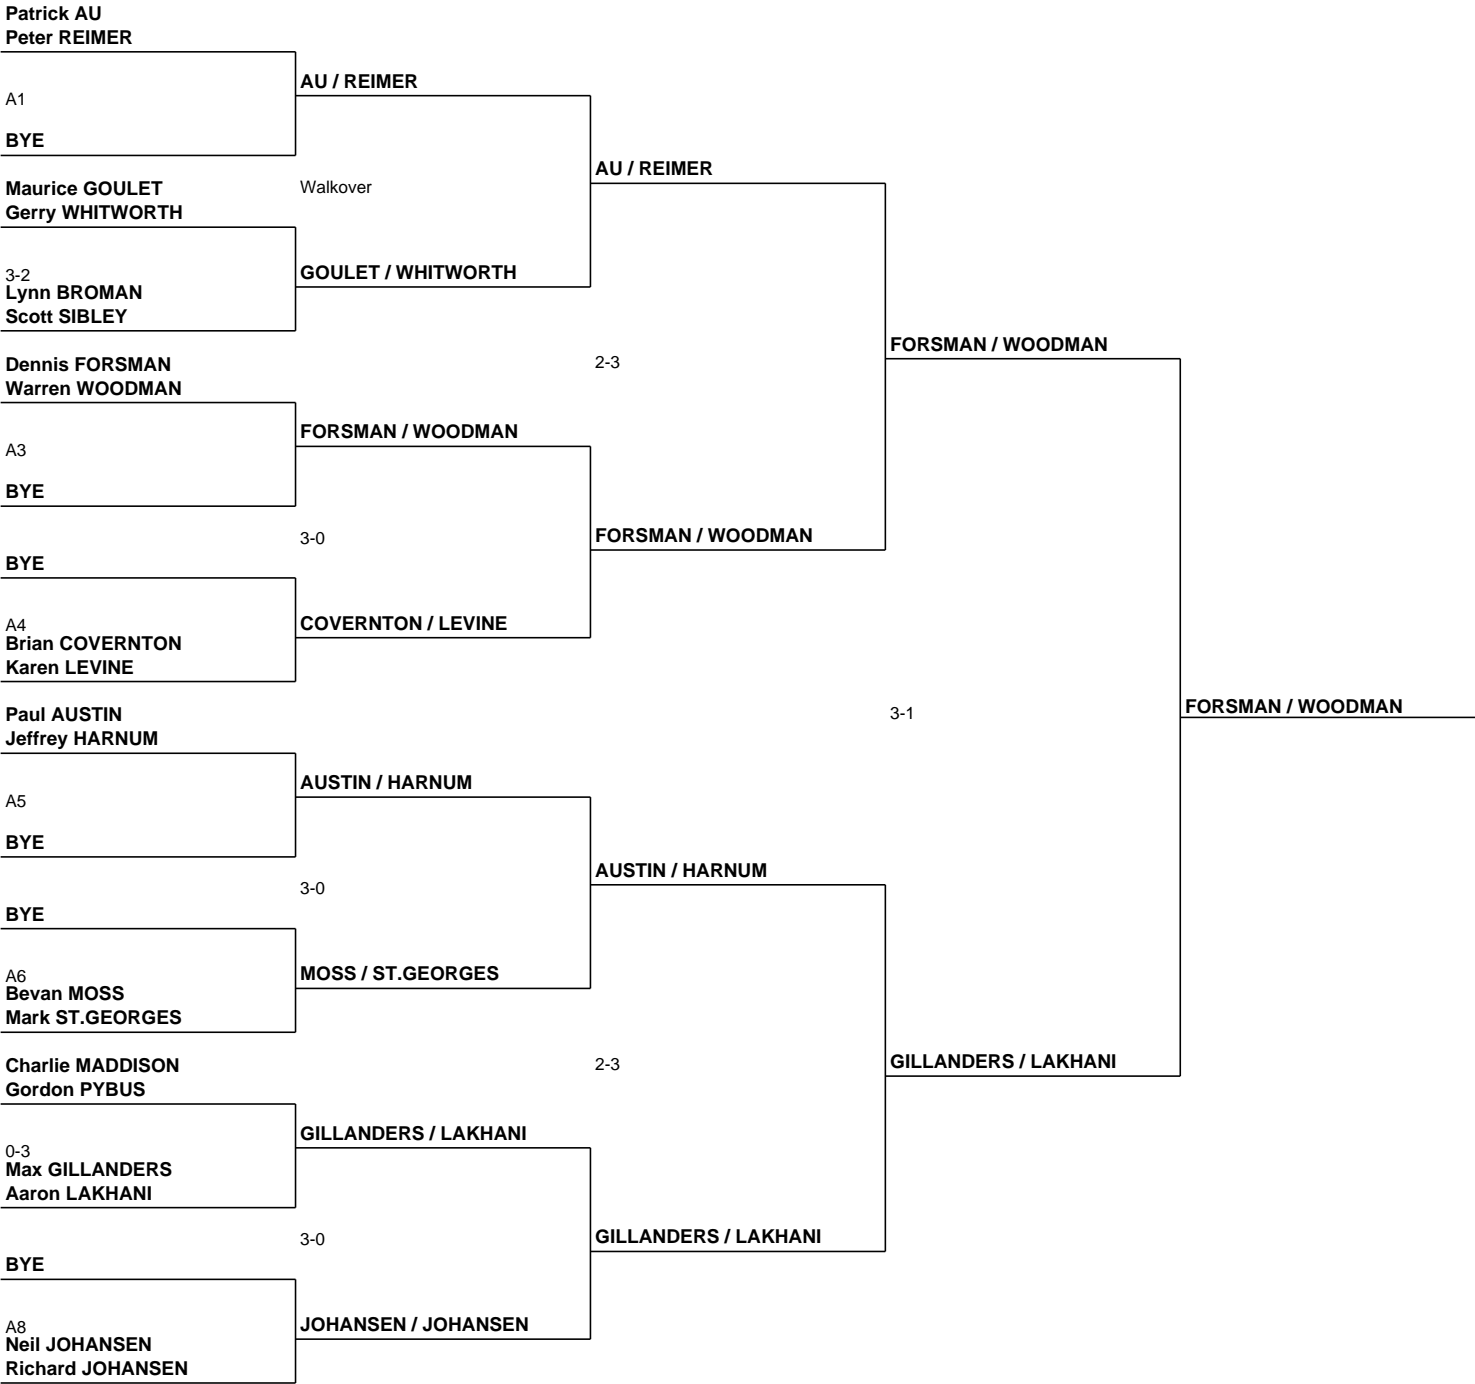 Patrick AU
Peter REIMER
A1
BYE
Maurice GOULET
Gerry WHITWORTH
3-2
Lynn BROMAN
Scott SIBLEY
Dennis FORSMAN
Warren WOODMAN
A3
BYE
BYE
A4
Brian COVERNTON
Karen LEVINE
Paul AUSTIN
Jeffrey HARNUM
A5
BYE
BYE
A6
Bevan MOSS
Mark ST.GEORGES
Charlie MADDISON
Gordon PYBUS
0-3
Max GILLANDERS
Aaron LAKHANI
BYE
A8
Neil JOHANSEN
Richard JOHANSEN
AU / REIMER
Walkover
GOULET / WHITWORTH
FORSMAN / WOODMAN
3-0
COVERNTON / LEVINE
AUSTIN / HARNUM
3-0
MOSS / ST.GEORGES
GILLANDERS / LAKHANI
3-0
JOHANSEN / JOHANSEN
AU / REIMER
2-3
FORSMAN / WOODMAN
AUSTIN / HARNUM
2-3
GILLANDERS / LAKHANI
FORSMAN / WOODMAN
3-1
GILLANDERS / LAKHANI
FORSMAN / WOODMAN